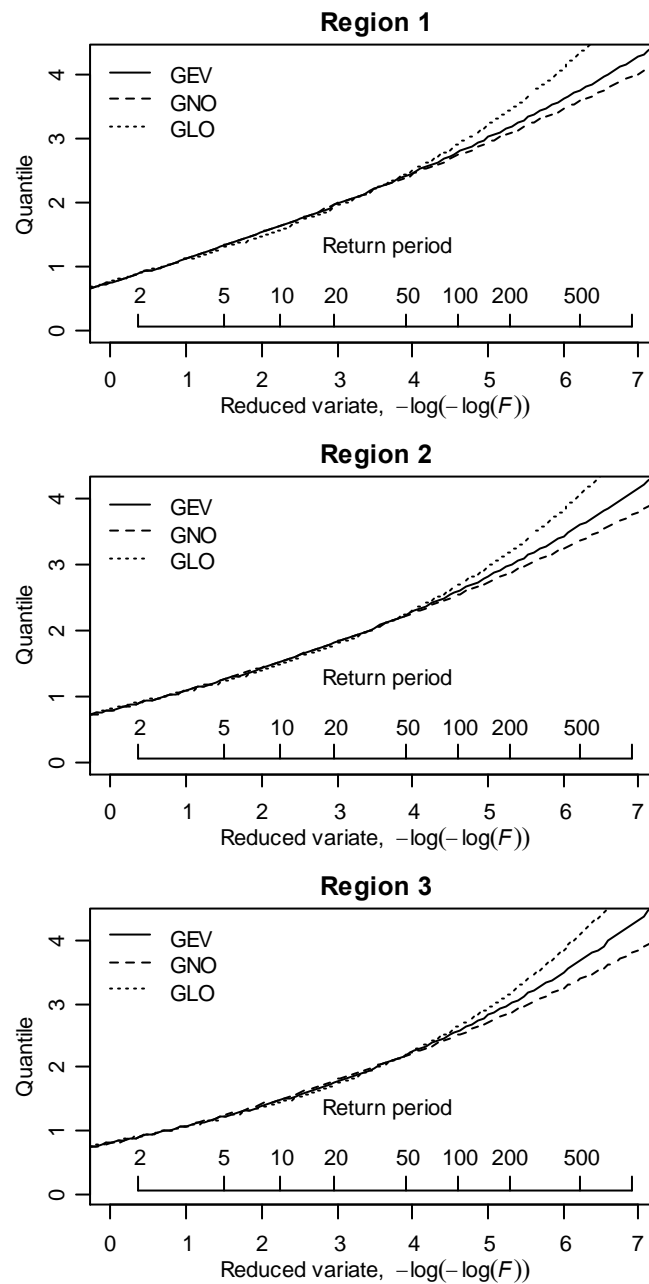 Region 1
GEV
GNO
GLO
Quantile
0 1 2 3 4
Return period
2 5 10 20 50 100 200 500
0 1 2 3 4 5 6 7
Reduced variate, −log(−log(F))
Region 2
GEV
GNO
GLO
Quantile
0 1 2 3 4
Return period
2 5 10 20 50 100 200 500
0 1 2 3 4 5 6 7
Reduced variate, −log(−log(F))
Region 3
GEV
GNO
GLO
Quantile
0 1 2 3 4
Return period
2 5 10 20 50 100 200 500
0 1 2 3 4 5 6 7
Reduced variate, −log(−log(F))